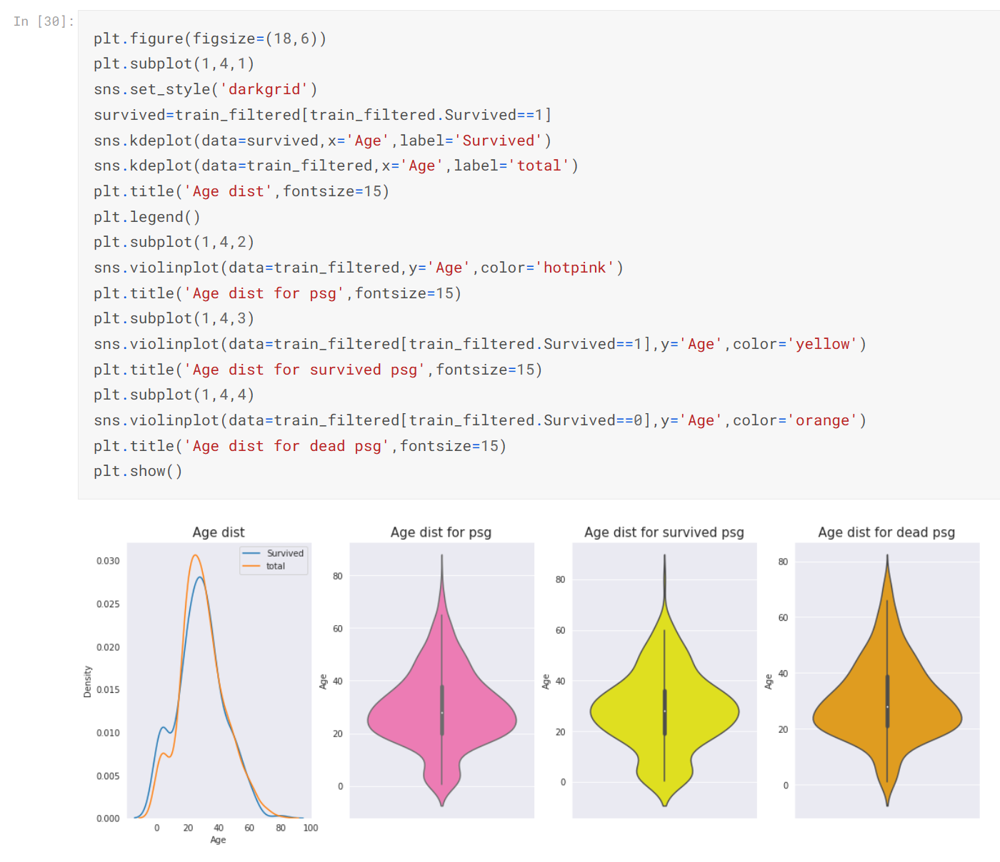 In [30]:
plt.figure(figsize=(18,6))
plt.subplot(1,4,1)
sns.set_style('darkgrid')
survived=train_filtered[train_filtered.Survived==1]
sns.kdeplot(data=survived,x='Age',label='Survived')
sns.kdeplot(data=train_filtered,x='Age',label='total')
plt.title('Age dist',fontsize=15)
plt.legend()
plt.subplot(1,4,2)
sns.violinplot(data=train_filtered,y='Age',color='hotpink')
plt.title('Age dist for psg',fontsize=15)
plt.subplot(1,4,3)
sns.violinplot(data=train_filtered[train_filtered.Survived==1],y='Age',color='yellow')
plt.title('Age dist for survived psg',fontsize=15)
plt.subplot(1,4,4)
sns.violinplot(data=train_filtered[train_filtered.Survived==0],y='Age',color='orange')
plt.title('Age dist for dead psg',fontsize=15)
plt.show()
Age dist
Survived
total
0.030
0.025
0.020
0.015
0.010
0.005
0.000
Density
0 20 40 60 80 100
Age
Age dist for psg
80
60
40
20
0
Age
Age dist for survived psg
80
60
40
20
0
Age
Age dist for dead psg
80
60
40
20
0
Age